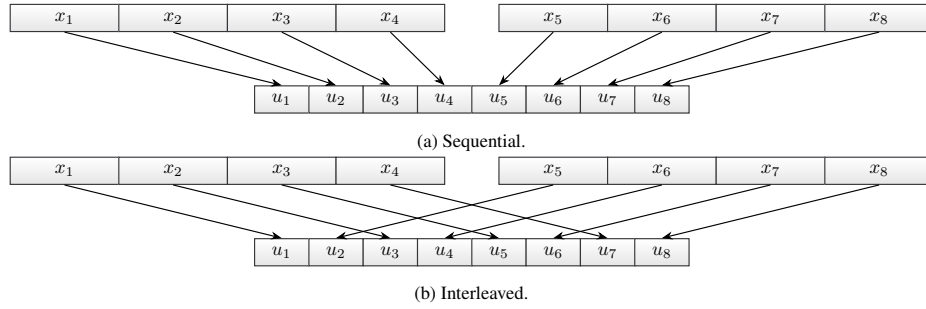 x₁ x₂ x₃ x₄ x₅ x₆ x₇ x₈
u₁ u₂ u₃ u₄ u₅ u₆ u₇ u₈
(a) Sequential.
x₁ x₂ x₃ x₄ x₅ x₆ x₇ x₈
u₁ u₂ u₃ u₄ u₅ u₆ u₇ u₈
(b) Interleaved.